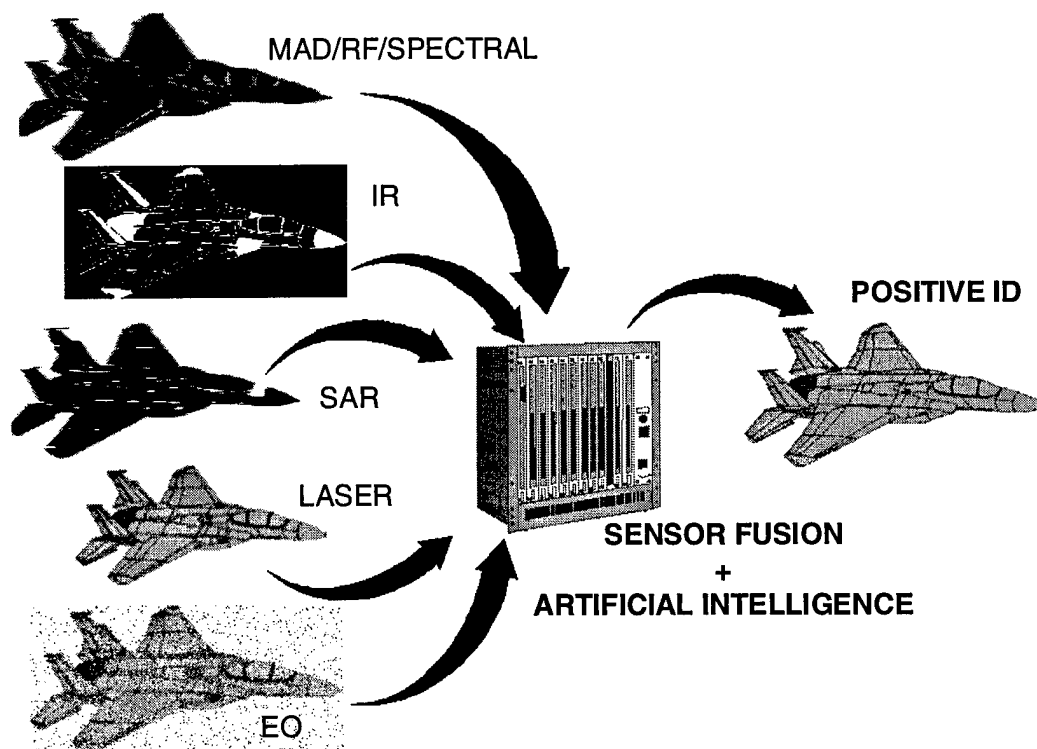 MAD/RF/SPECTRAL
IR
SAR
LASER
EO
SENSOR FUSION
+
ARTIFICIAL INTELLIGENCE
POSITIVE ID